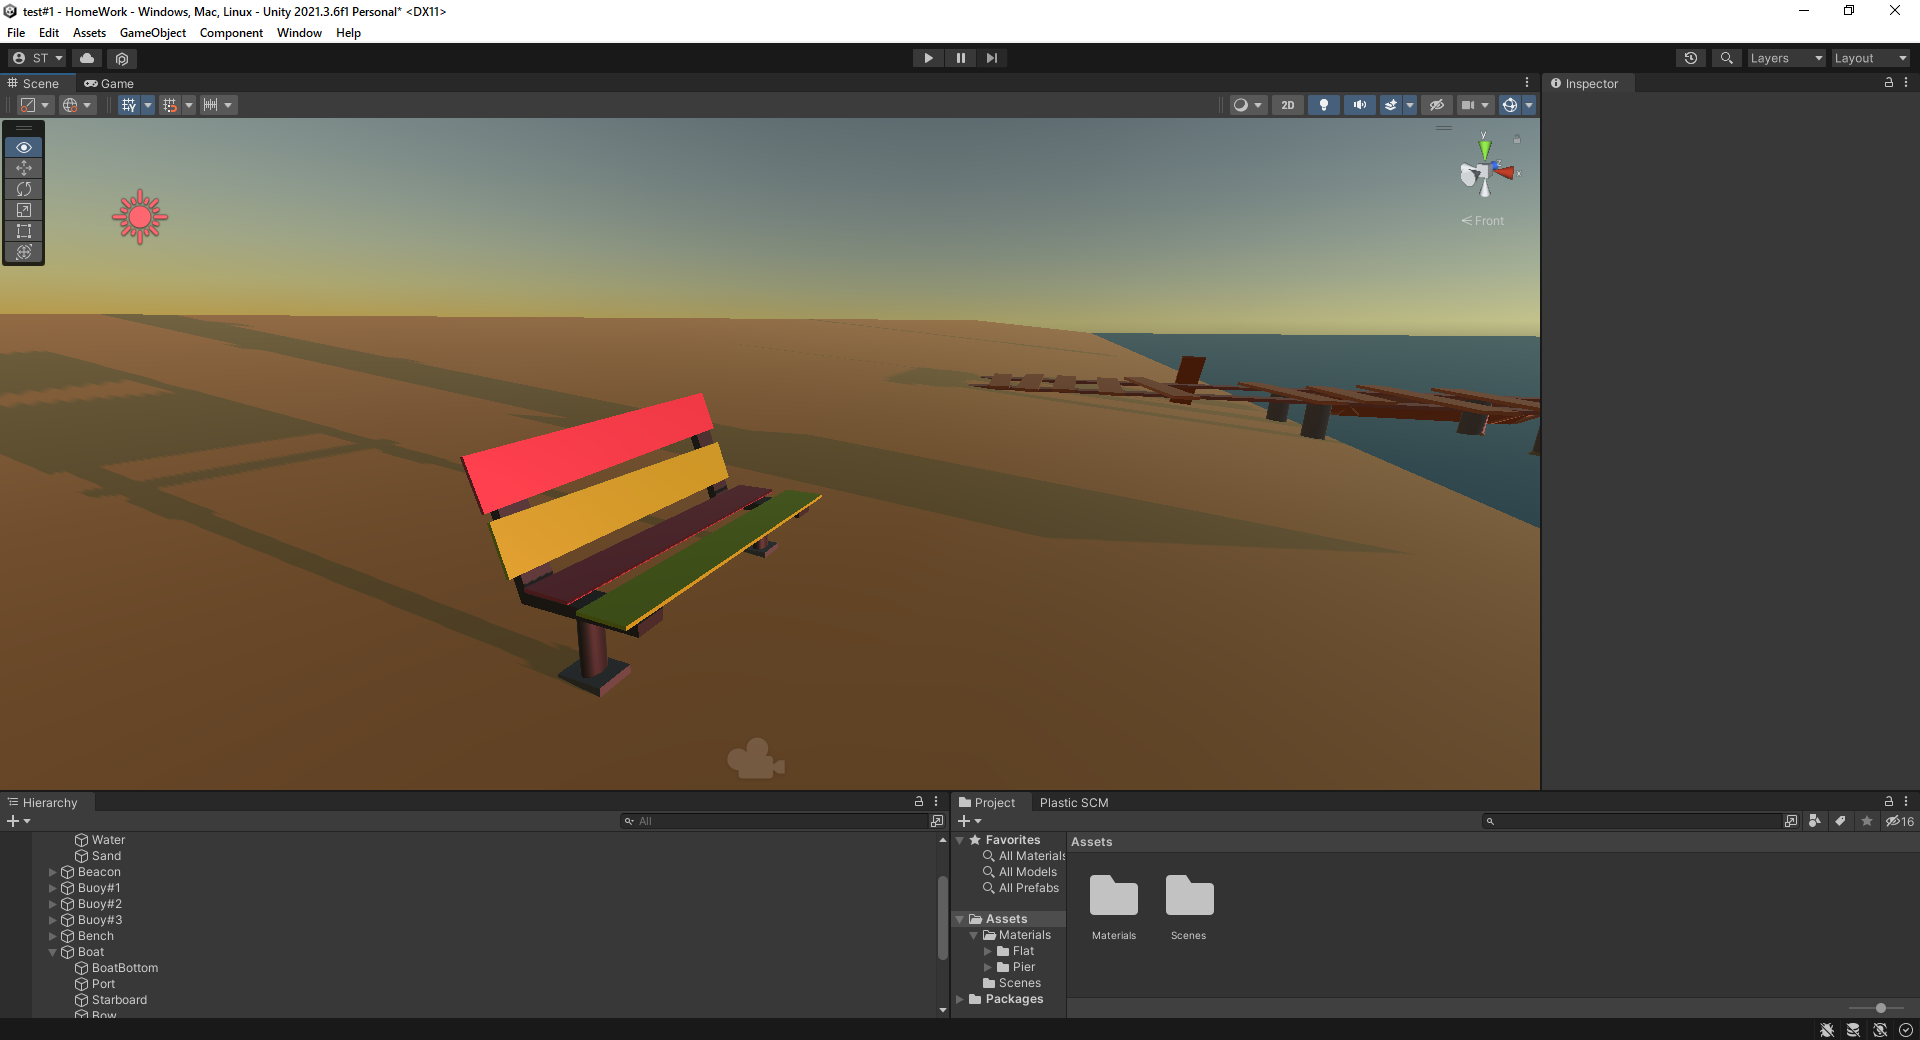 test#1 - HomeWork - Windows, Mac, Linux - Unity 2021.3.6f1 Personal* <DX11>
File Edit Assets GameObject Component Window Help
ST
Layers Layout
Scene Game
Inspector
2D
y
z
x
Front
Hierarchy
All
Water
Sand
Beacon
Buoy#1
Buoy#2
Buoy#3
Bench
Boat
BoatBottom
Port
Starboard
Bow
Project Plastic SCM
16
Favorites
All Materials
All Models
All Prefabs
Assets
Materials
Flat
Pier
Scenes
Packages
Assets
Materials Scenes